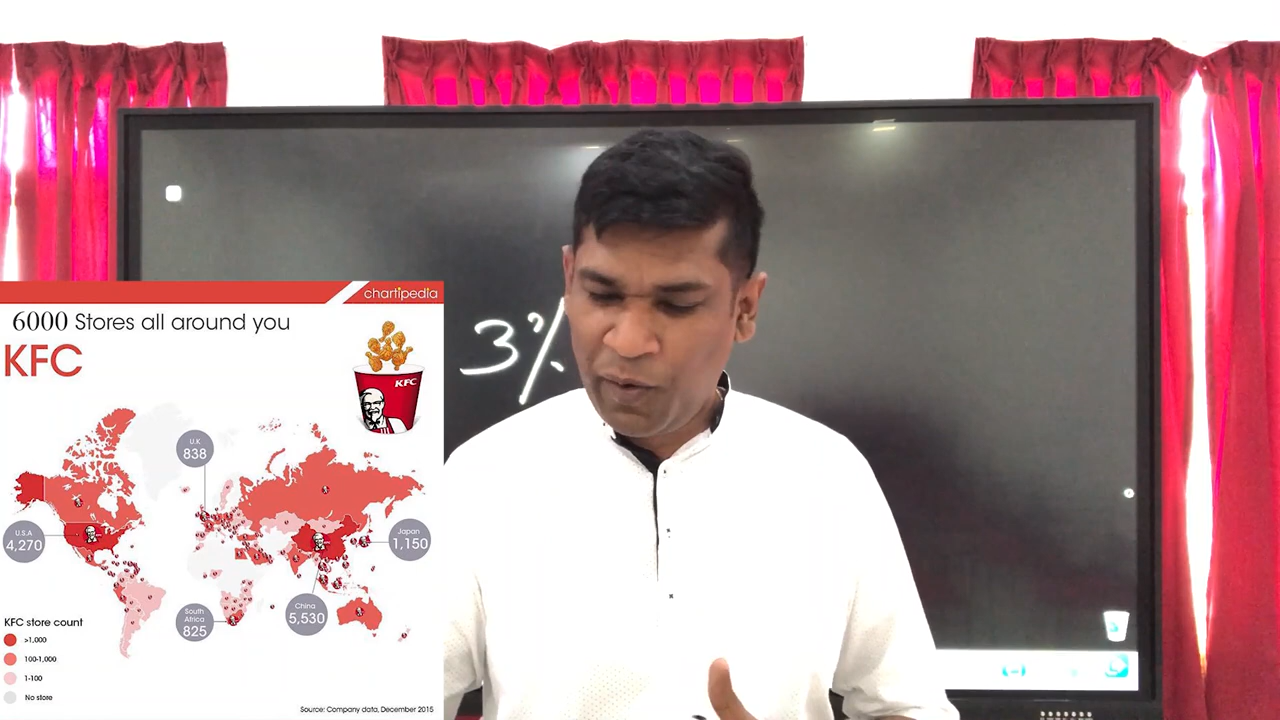 chartipedia
6000 Stores all around you
KFC
KFC
3%
U.K
838
U.S.A
4,270
Japan
1,150
China
5,530
South
Africa
825
KFC store count
>1,000
100-1,000
1-100
No store
Source: Company data, December 2015